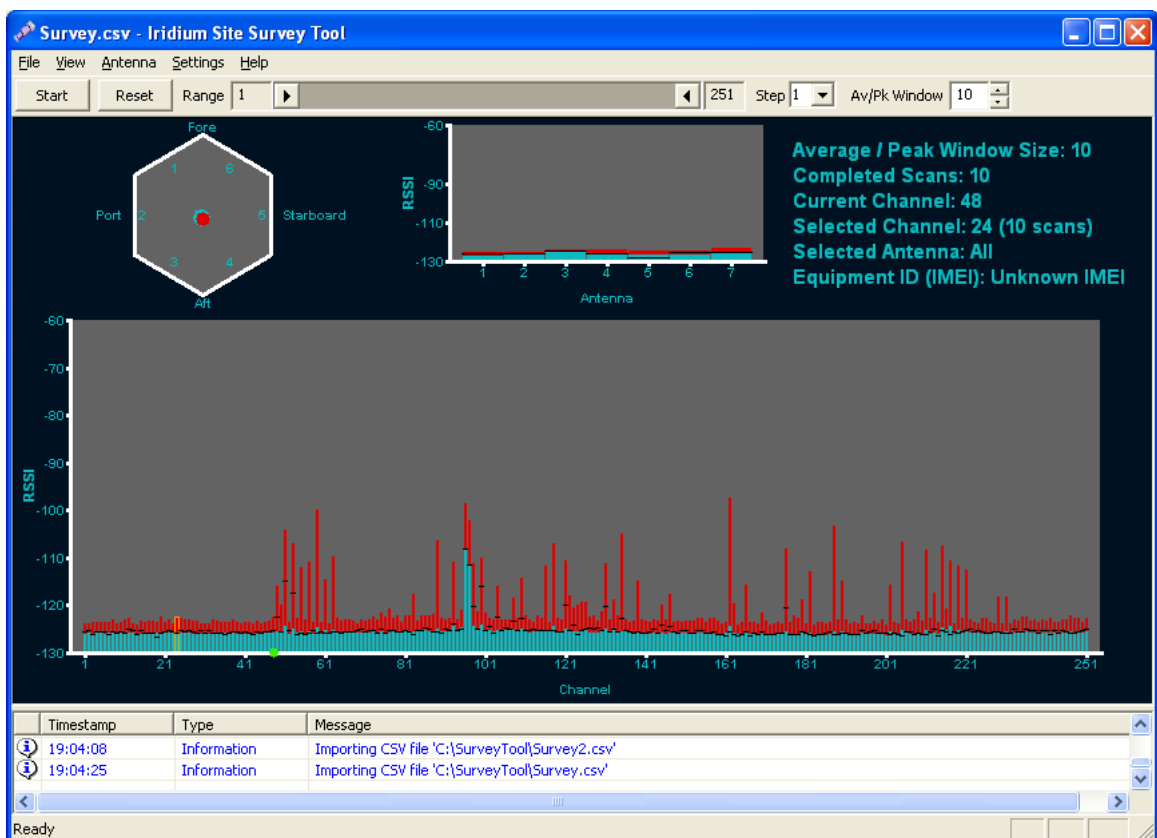 Survey.csv - Iridium Site Survey Tool
File View Antenna Settings Help
Start Reset Range 1 251 Step 1 Av/Pk Window 10
Fore
1 6
Port 2 5 Starboard
3 4
Aft
-60
-90
-110
-130
RSSI
1 2 3 4 5 6 7
Antenna
Average / Peak Window Size: 10
Completed Scans: 10
Current Channel: 48
Selected Channel: 24 (10 scans)
Selected Antenna: All
Equipment ID (IMEI): Unknown IMEI
-60
-70
-80
-90
-100
-110
-120
-130
RSSI
1 21 41 61 81 101 121 141 161 181 201 221 251
Channel
Timestamp Type Message
19:04:08 Information Importing CSV file 'C:\SurveyTool\Survey2.csv'
19:04:25 Information Importing CSV file 'C:\SurveyTool\Survey.csv'
Ready